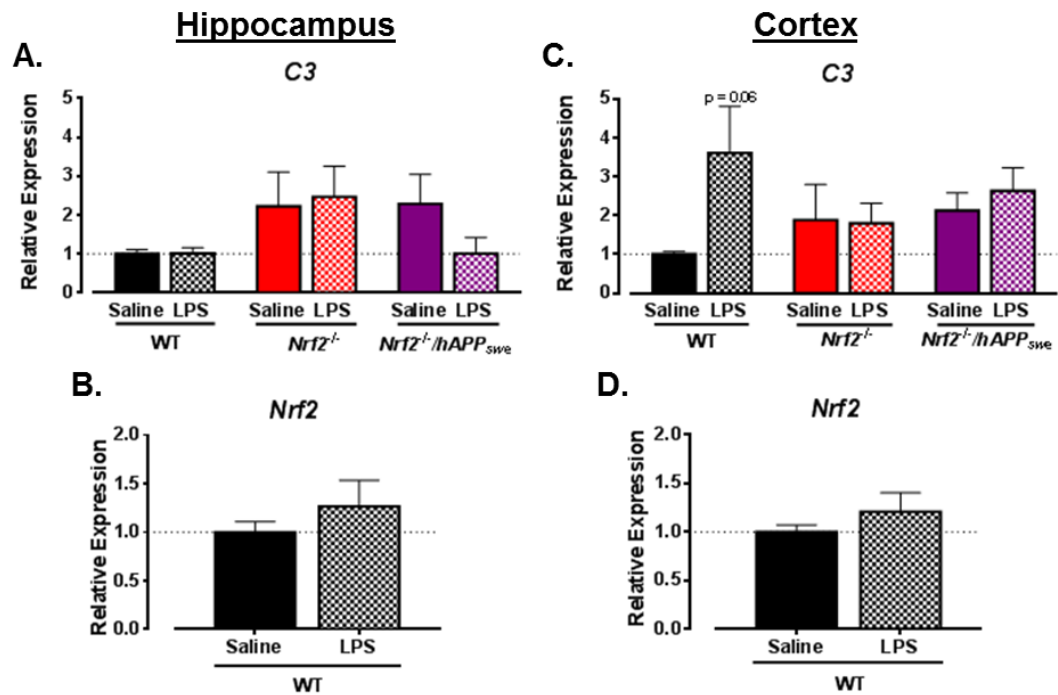 Hippocampus
A.
C3
Relative Expression
5
4
3
2
1
0
Saline LPS Saline LPS Saline LPS
WT Nrf2-/- Nrf2-/-/hAPPswe
B.
Nrf2
Relative Expression
2.0
1.5
1.0
0.5
0.0
Saline LPS
WT
Cortex
C.
C3
p = 0.06
Relative Expression
5
4
3
2
1
0
Saline LPS Saline LPS Saline LPS
WT Nrf2-/- Nrf2-/-/hAPPswe
D.
Nrf2
Relative Expression
2.0
1.5
1.0
0.5
0.0
Saline LPS
WT